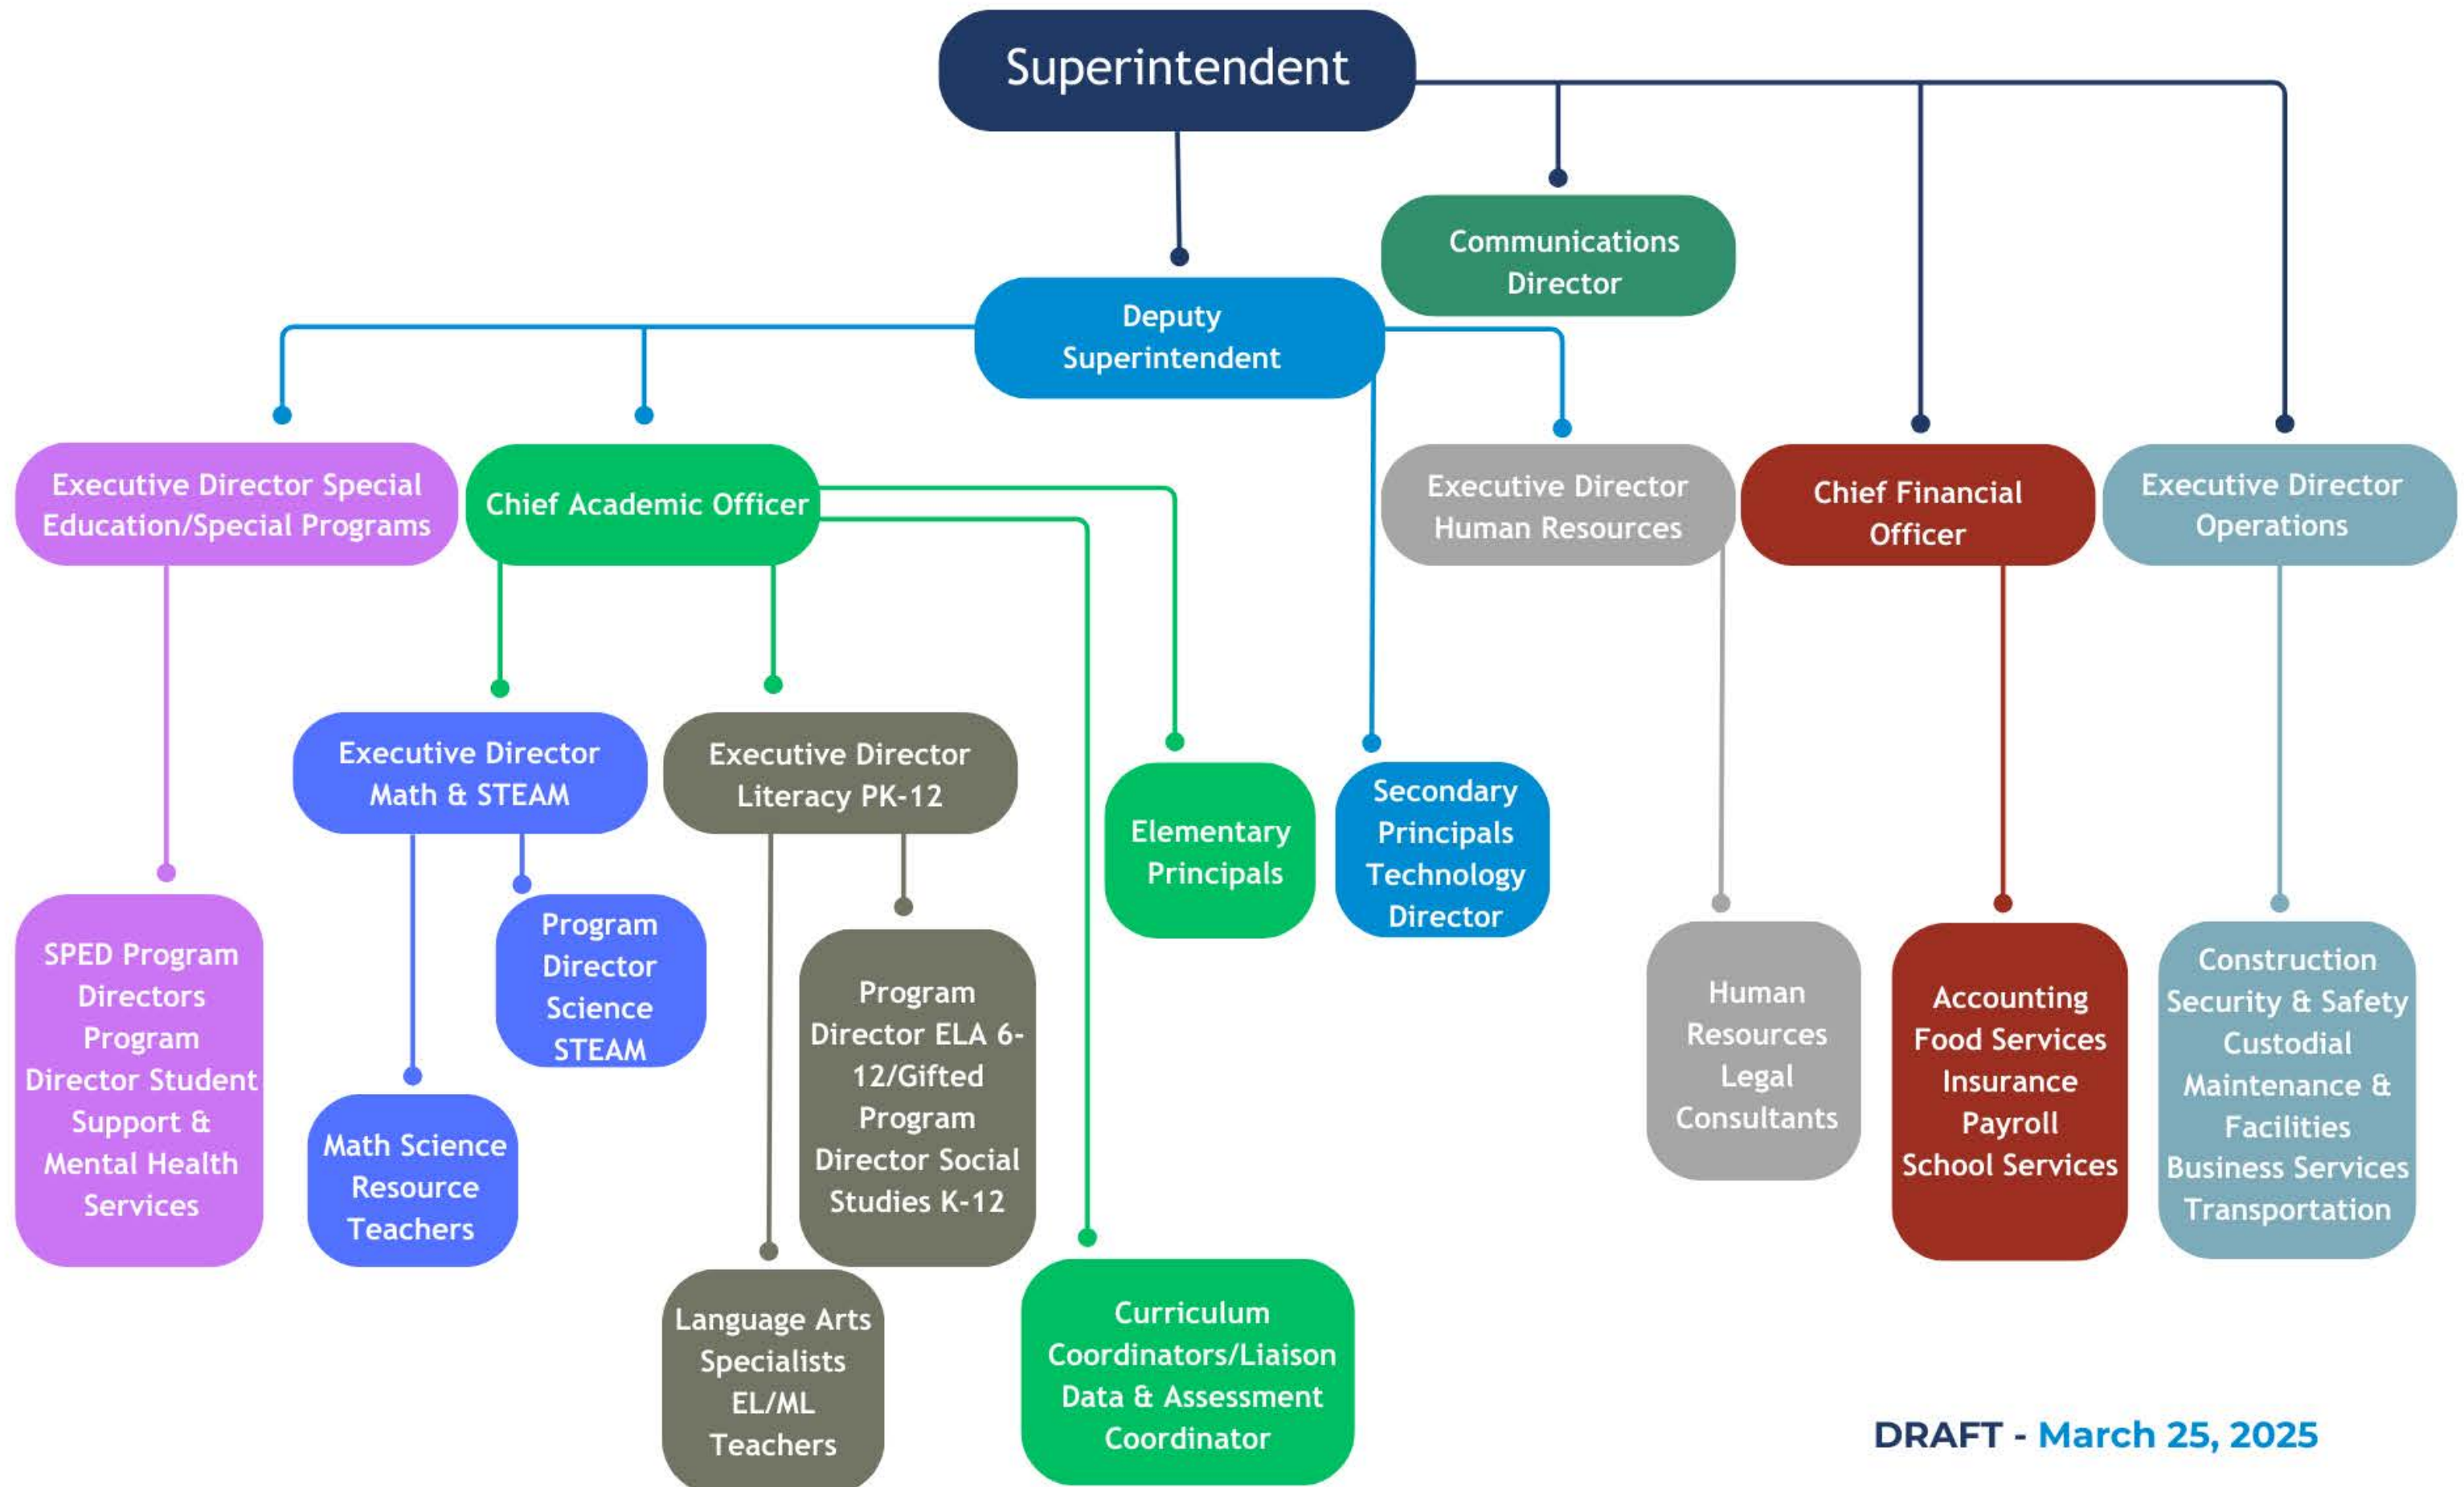 Superintendent
Communications
Director
Deputy
Superintendent
Executive Director Special
Education/Special Programs
Chief Academic Officer
Executive Director
Human Resources
Chief Financial
Officer
Executive Director
Operations
Executive Director
Math & STEAM
Executive Director
Literacy PK-12
Elementary
Principals
Secondary
Principals
Technology
Director
SPED Program
Directors
Program
Director Student
Support &
Mental Health
Services
Program
Director
Science
STEAM
Math Science
Resource
Teachers
Program
Director ELA 6-
12/Gifted
Program
Director Social
Studies K-12
Language Arts
Specialists
EL/ML
Teachers
Curriculum
Coordinators/Liaison
Data & Assessment
Coordinator
Human
Resources
Legal
Consultants
Accounting
Food Services
Insurance
Payroll
School Services
Construction
Security & Safety
Custodial
Maintenance &
Facilities
Business Services
Transportation
DRAFT - March 25, 2025